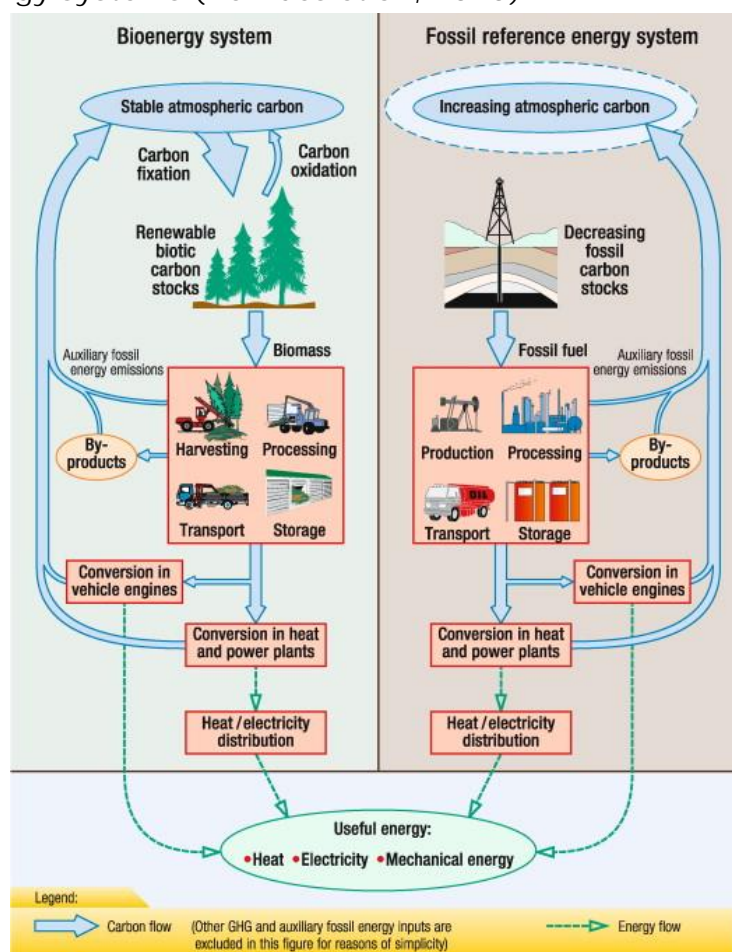 Bioenergy system
Stable atmospheric carbon
Carbon
fixation
Carbon
oxidation
Renewable
biotic
carbon
stocks
Biomass
Auxiliary fossil
energy emissions
By-
products
Harvesting
Processing
Transport
Storage
Conversion in
vehicle engines
Conversion in heat
and power plants
Heat / electricity
distribution
Fossil reference energy system
Increasing atmospheric carbon
Decreasing
fossil
carbon
stocks
Fossil fuel
Auxiliary fossil
energy emissions
Production
Processing
OIL
Transport
Storage
By-
products
Conversion in
vehicle engines
Conversion in heat
and power plants
Heat / electricity
distribution
Useful energy:
•Heat •Electricity •Mechanical energy
Legend:
Carbon flow
(Other GHG and auxiliary fossil energy inputs are
excluded in this figure for reasons of simplicity)
Energy flow